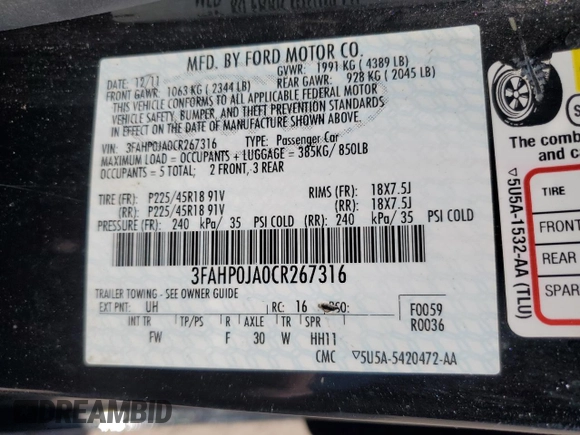 MFD. BY FORD MOTOR CO.
DATE: 12/11 GVWR: 1991 KG (4389 LB)
FRONT GAWR: 1063 KG (2344 LB) REAR GAWR: 928 KG (2045 LB)
THIS VEHICLE CONFORMS TO ALL APPLICABLE FEDERAL MOTOR
VEHICLE SAFETY, BUMPER, AND THEFT PREVENTION STANDARDS IN
EFFECT ON THE DATE OF MANUFACTURE SHOWN ABOVE.
VIN: 3FAHP0JA0CR267316 TYPE: Passenger Car
MAXIMUM LOAD = OCCUPANTS + LUGGAGE = 385KG/ 850LB
OCCUPANTS = 5 TOTAL; 2 FRONT, 3 REAR
TIRE (FR): P225/45R18 91V RIMS (FR): 18X7.5J
(RR): P225/45R18 91V (RR): 18X7.5J
PRESSURE (FR): 240 kPa/ 35 PSI COLD (RR): 240 kPa/ 35 PSI COLD
3FAHP0JA0CR267316
TRAILER TOWING - SEE OWNER GUIDE
EXT PNT: UH RC: 16 50: F0059
R0036
INT TR TP/PS R AXLE TR SPR
FW F 30 W HH11
CMC ▽5U5A-5420472-AA
The comb
and c
▽5U5A-1532-AA (TLU)
TIRE
FRONT
REAR
SPAR
DREAMBID